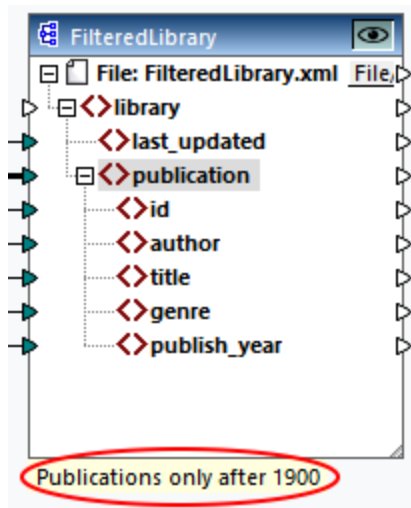 FilteredLibrary
File: FilteredLibrary.xml File/
library
last_updated
publication
id
author
title
genre
publish_year
Publications only after 1900